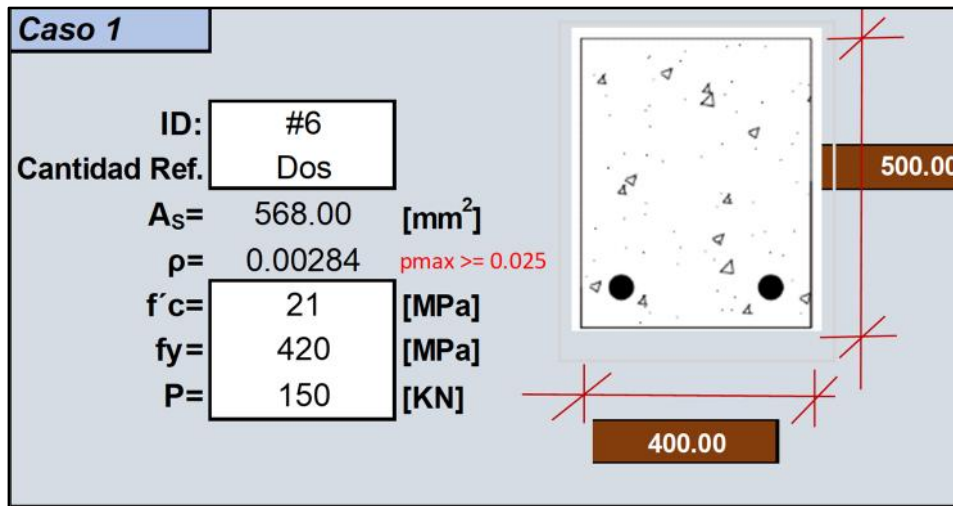 Caso 1
ID: #6
Cantidad Ref. Dos
As= 568.00 [mm²]
ρ= 0.00284 pmax >= 0.025
f´c= 21 [MPa]
fy= 420 [MPa]
P= 150 [KN]
500.00
400.00